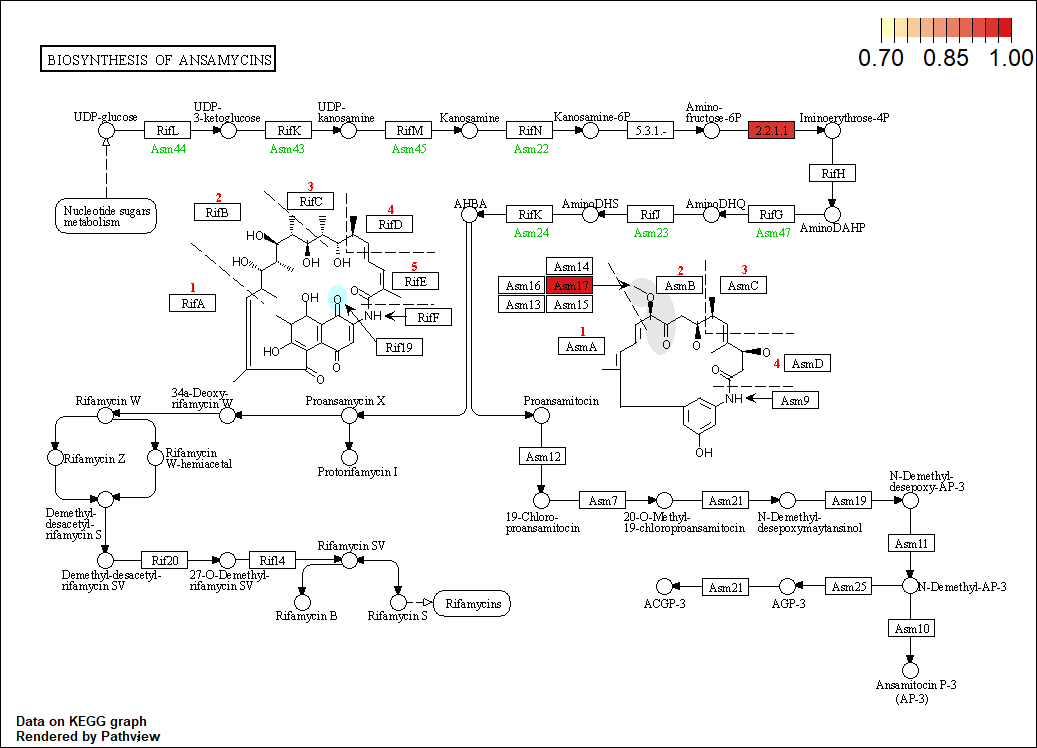 BIOSYNTHESIS OF ANSAMYCINS
0.70 0.85 1.00
UDP-glucose
UDP-
3-ketoglucose
UDP-
kanosamine
Kanosamine
Kanosamine-6P
Amino-
fructose-6P
Iminoerythrose-4P
RifL
RifK
RifM
RifN
5.3.1.-
2.2.1.1
Asm44
Asm43
Asm45
Asm22
RifH
Nucleotide sugars
metabolism
AHBA
RifK
AminoDHS
RifJ
AminoDHQ
RifG
AminoDAHP
Asm24
Asm23
Asm47
2
RifB
3
RifC
4
RifD
5
RifE
1
RifA
RifF
Rif19
HO
OH
OH
HO
OH
O
O
NH
HO
O
O
Asm14
Asm16
Asm17
Asm13
Asm15
2
AsmB
3
AsmC
1
AsmA
4
AsmD
Asm9
O
O
O
O
O
NH
OH
Rifamycin W
34a-Deoxy-
rifamycin W
Proansamycin X
Proansamitocin
Rifamycin Z
Rifamycin
W-hemiacetal
Protorifamycin I
Asm12
Demethyl-
desacetyl-
rifamycin S
19-Chloro-
proansamitocin
Asm7
20-O-Methyl-
19-chloroproansamitocin
Asm21
N-Demethyl-
desepoxymaytansinol
Asm19
N-Demethyl-
desepoxy-AP-3
Asm11
Demethyl-desacetyl-
rifamycin SV
Rif20
27-O-Demethyl-
rifamycin SV
Rif14
Rifamycin SV
Rifamycin B
Rifamycin S
Rifamycins
ACGP-3
Asm21
AGP-3
Asm25
N-Demethyl-AP-3
Asm10
Ansamitocin P-3
(AP-3)
Data on KEGG graph
Rendered by Pathview